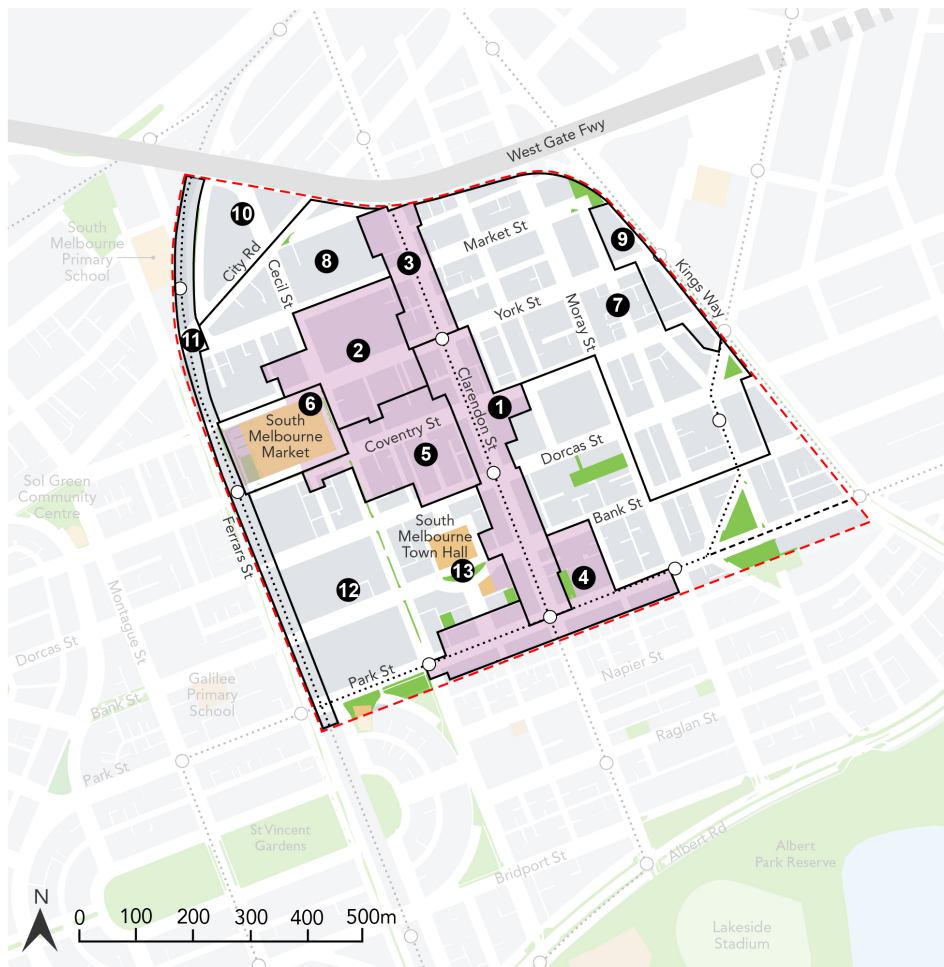 West Gate Fwy
10
City Rd
8
Cecil St
3
Market St
9
South
Melbourne
Primary
School
Kings Way
7
York St
Moray St
11
2
Clarendon St
6
1
South
Melbourne
Market
Coventry St
5
Dorcas St
Sol Green
Community
Centre
Ferrars St
Bank St
South
Melbourne
Town Hall
13
4
12
Montague St
Dorcas St
Park St
Napier St
Galilee
Primary
School
Bank St
Raglan St
Park St
St Vincent
Gardens
Bridport St
Albert Rd
Albert
Park Reserve
Lakeside
Stadium
N
0 100 200 300 400 500m